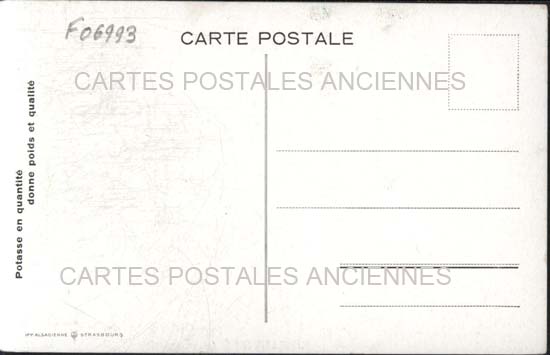 F06993
CARTE POSTALE
CARTES POSTALES ANCIENNES
Potasse en quantité
donne poids et qualité
CARTES POSTALES ANCIENNES
IMP. ALSACIENNE STRASBOURG